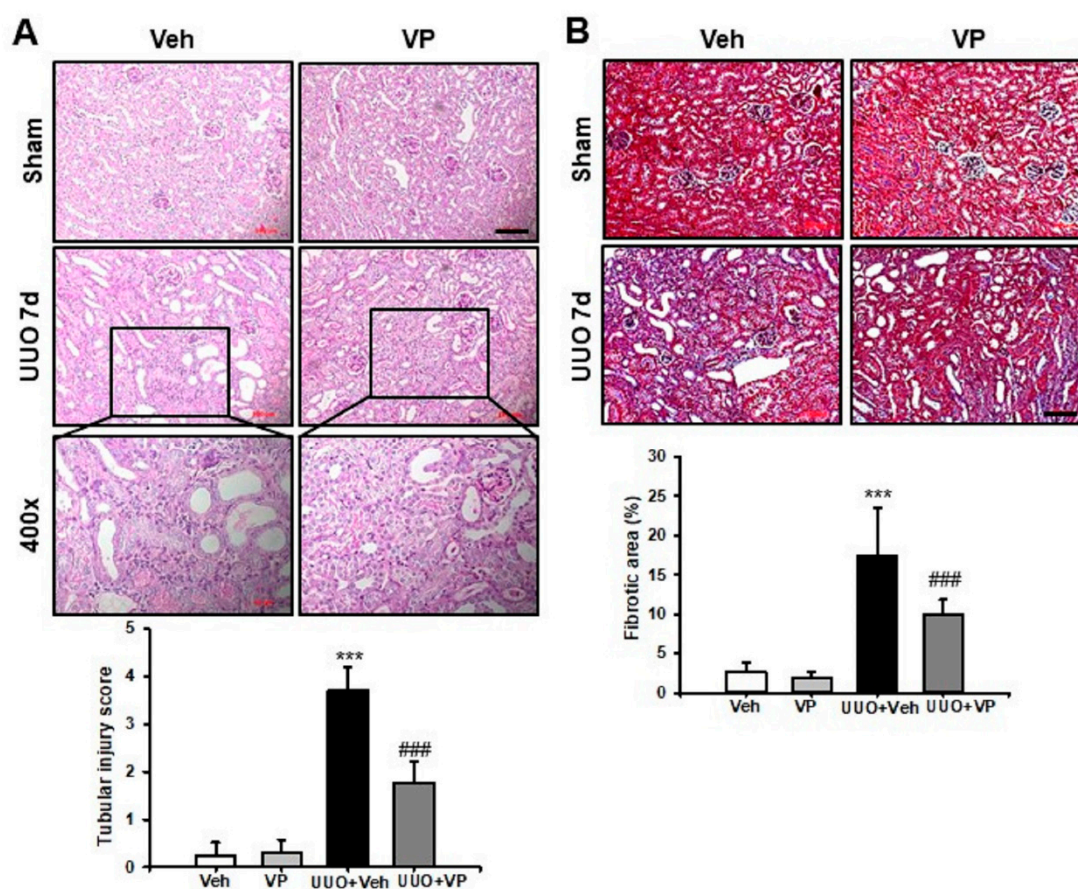 A
Veh VP
Sham
UUO 7d
400x
5
4
3
2
1
0
Tubular injury score
***
###
Veh VP UUO+Veh UUO+VP
B
Veh VP
Sham
UUO 7d
30
25
20
15
10
5
0
Fibrotic area (%)
***
###
Veh VP UUO+Veh UUO+VP